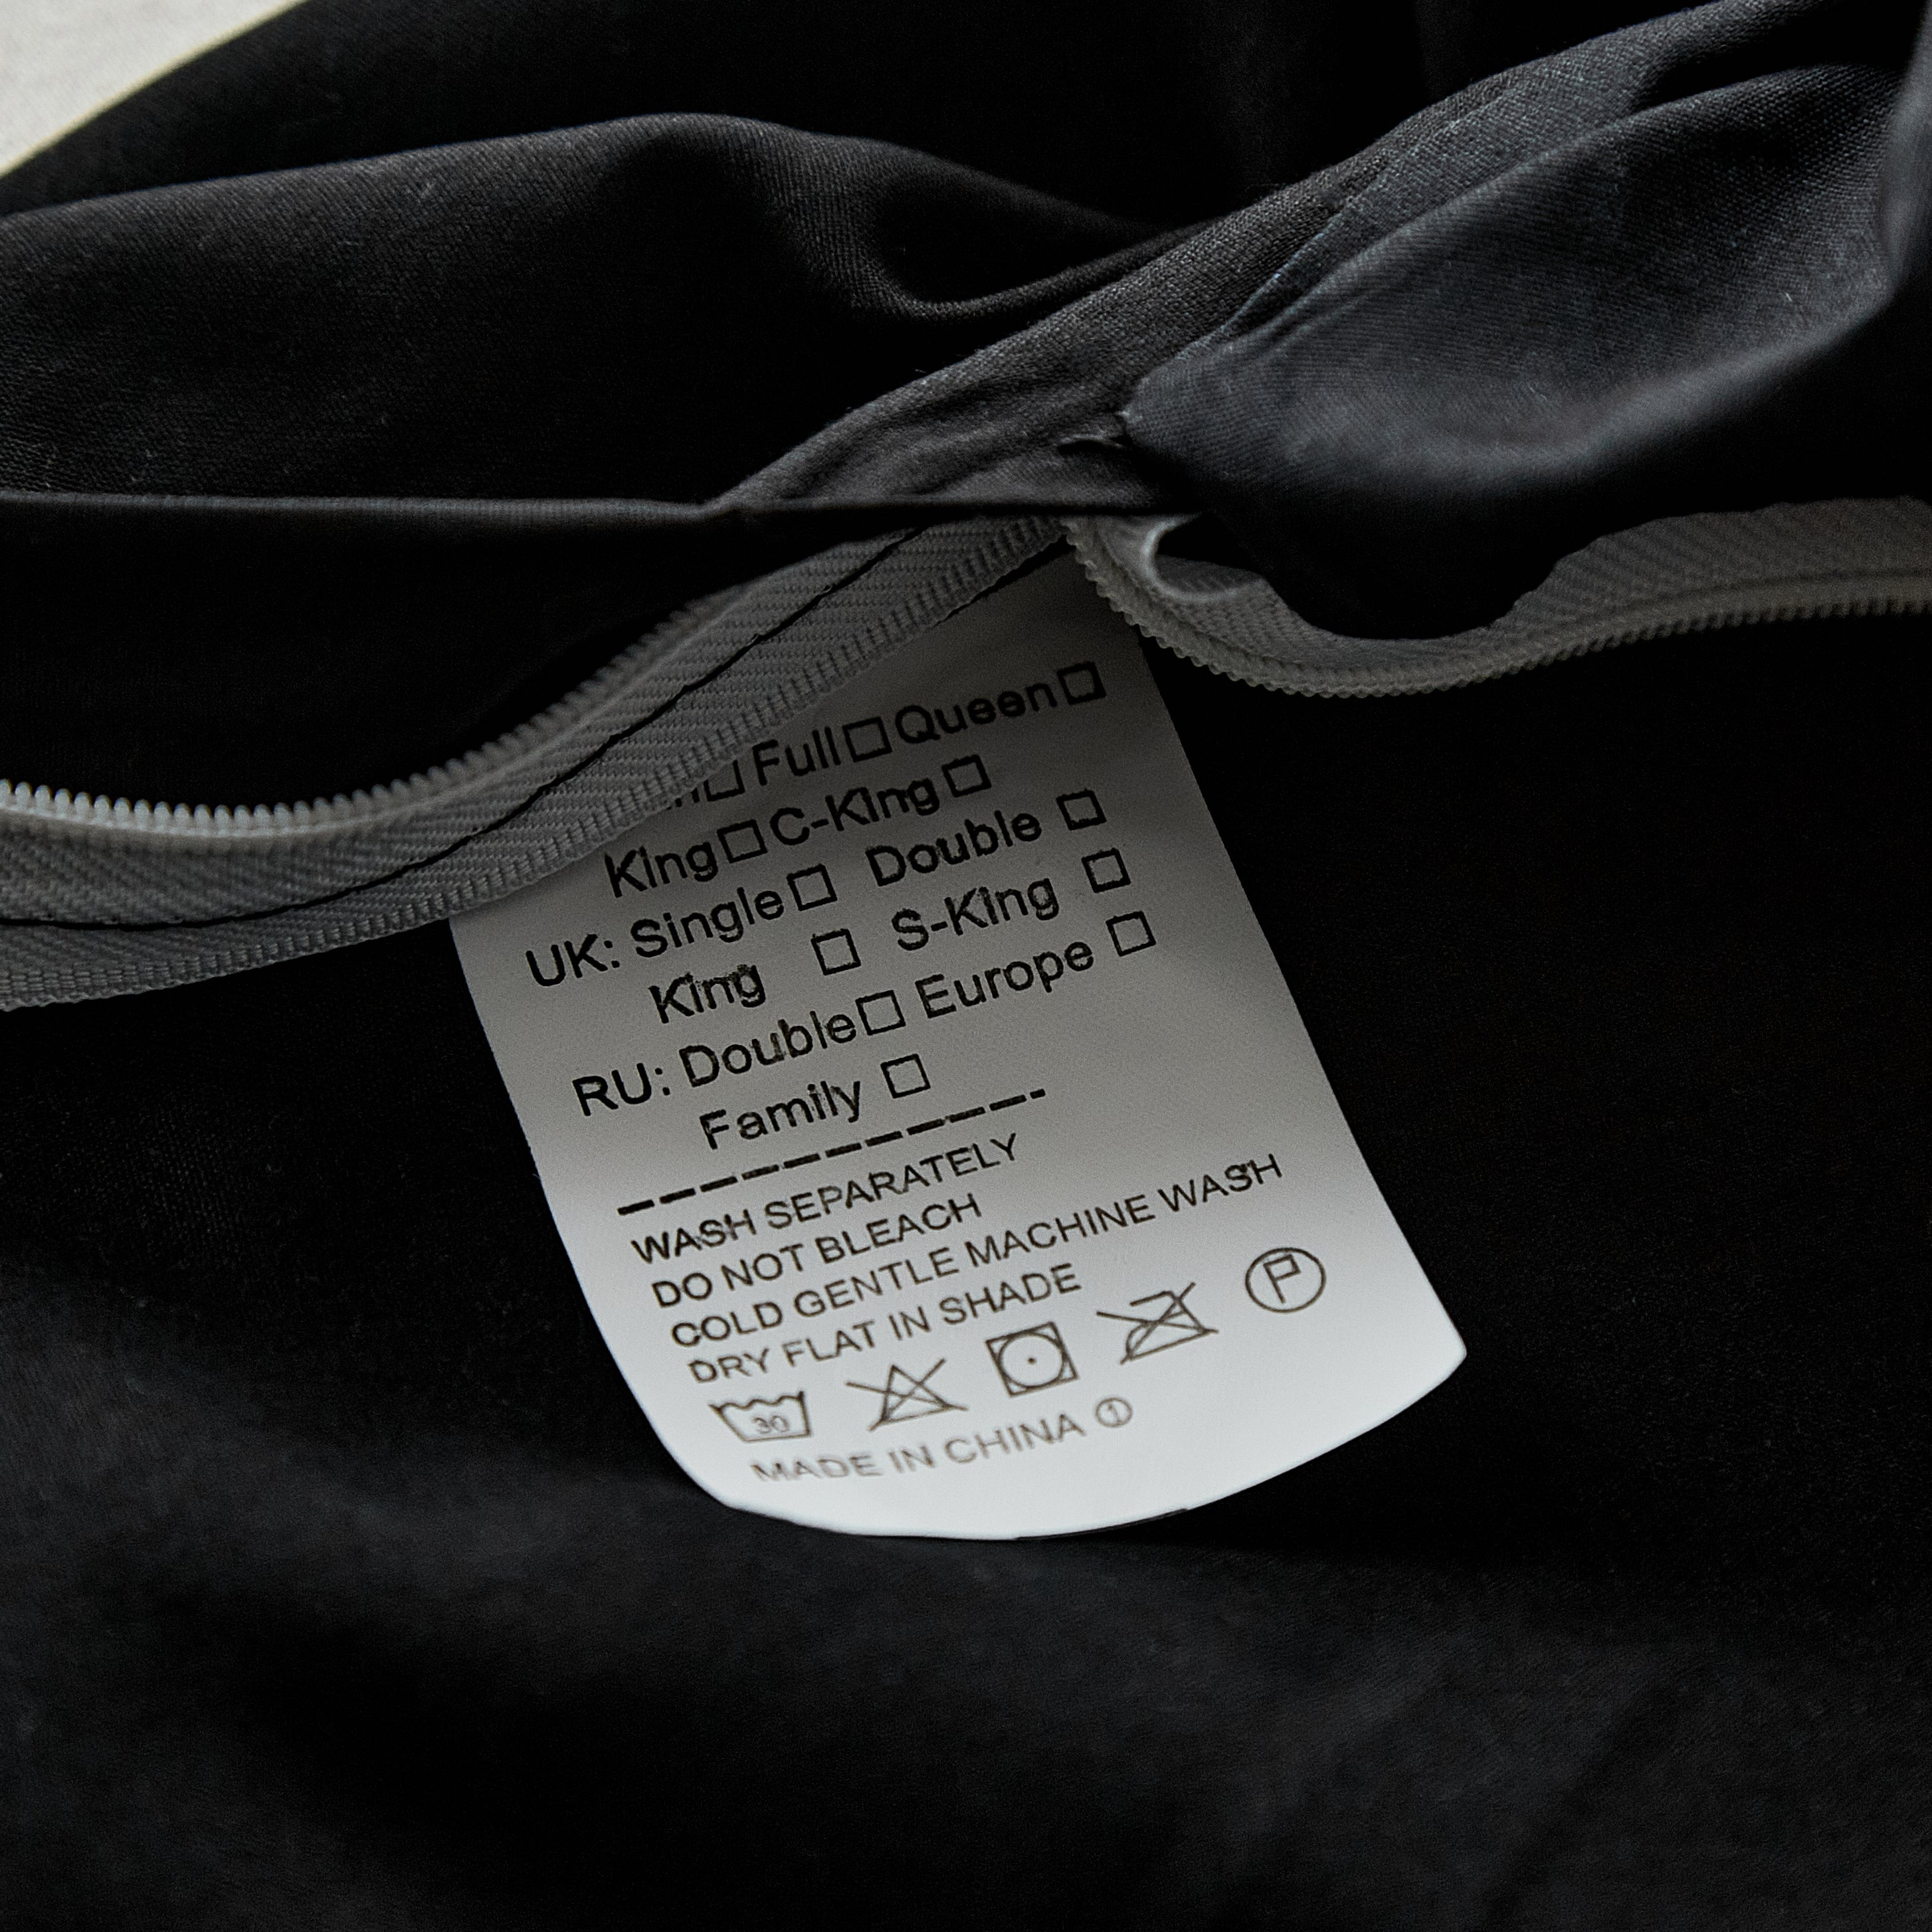 Full□Queen□
King□C-King□
UK: Single□ Double □
King □ S-King □
RU: Double□ Europe □
Family □
-----------
WASH SEPARATELY
DO NOT BLEACH
COLD GENTLE MACHINE WASH
DRY FLAT IN SHADE
30 P
MADE IN CHINA ①